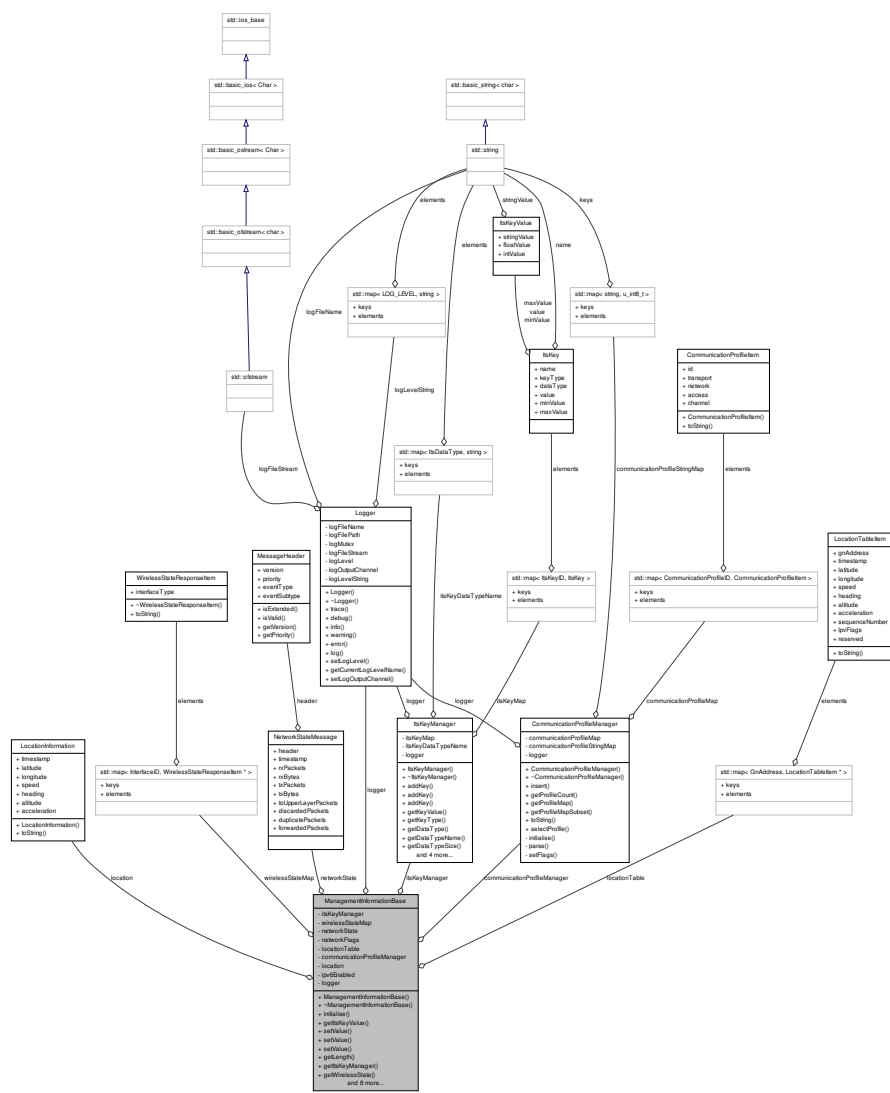 std::ios_base
std::basic_ios< Char >
std::basic_string< char >
std::basic_ostream< Char >
std::string
std::basic_ofstream< char >
elements
stringValue
keys
ItsKeyValue
+ stringValue
+ floatValue
+ intValue
elements
name
std::map< LOG_LEVEL, string >
+ keys
+ elements
std::map< string, u_int8_t >
+ keys
+ elements
logFileName
maxValue
value
minValue
std::ofstream
ItsKey
+ name
+ keyType
+ dataType
+ value
+ minValue
+ maxValue
CommunicationProfileItem
+ id
+ transport
+ network
+ access
+ channel
+ CommunicationProfileItem()
+ toString()
logLevelString
std::map< ItsDataType, string >
+ keys
+ elements
logFileStream
elements
communicationProfileStringMap
elements
Logger
- logFileName
- logFilePath
- logMutex
- logFileStream
- logLevel
- logOutputChannel
- logLevelString
+ Logger()
+ ~Logger()
+ trace()
+ debug()
+ info()
+ warning()
+ error()
+ log()
+ setLogLevel()
+ getCurrentLogLevelName()
+ setLogOutputChannel()
LocationTableItem
+ gnAddress
+ timestamp
+ latitude
+ longitude
+ speed
+ heading
+ altitude
+ acceleration
+ sequenceNumber
+ lpvFlags
+ reserved
+ toString()
MessageHeader
+ version
+ priority
+ eventType
+ eventSubtype
+ isExtended()
+ isValid()
+ getVersion()
+ getPriority()
WirelessStateResponseItem
+ interfaceType
+ ~WirelessStateResponseItem()
+ toString()
std::map< ItsKeyID, ItsKey >
+ keys
+ elements
std::map< CommunicationProfileID, CommunicationProfileItem >
+ keys
+ elements
itsKeyDataTypeName
elements
header
logger
logger
itsKeyMap
communicationProfileMap
elements
LocationInformation
+ timestamp
+ latitude
+ longitude
+ speed
+ heading
+ altitude
+ acceleration
+ LocationInformation()
+ toString()
std::map< InterfaceID, WirelessStateResponseItem * >
+ keys
+ elements
NetworkStateMessage
+ header
+ timestamp
+ rxPackets
+ rxBytes
+ txPackets
+ txBytes
+ toUpperLayerPackets
+ discardedPackets
+ duplicatePackets
+ forwardedPackets
logger
ItsKeyManager
- itsKeyMap
- itsKeyDataTypeName
- logger
+ ItsKeyManager()
+ ~ItsKeyManager()
+ addKey()
+ addKey()
+ addKey()
+ getKeyValue()
+ getKeyType()
+ getDataType()
+ getDataTypeName()
+ getDataTypeSize()
and 4 more...
CommunicationProfileManager
- communicationProfileMap
- communicationProfileStringMap
- logger
+ CommunicationProfileManager()
+ ~CommunicationProfileManager()
+ insert()
+ getProfileCount()
+ getProfileMap()
+ getProfileMapSubset()
+ toString()
+ selectProfile()
- initialise()
- parse()
- setFlags()
std::map< GnAddress, LocationTableItem * >
+ keys
+ elements
location
wirelessStateMap
networkState
itsKeyManager
communicationProfileManager
locationTable
ManagementInformationBase
- itsKeyManager
- wirelessStateMap
- networkState
- networkFlags
- locationTable
- communicationProfileManager
- location
- ipv6Enabled
- logger
+ ManagementInformationBase()
+ ~ManagementInformationBase()
+ initialise()
+ getItsKeyValue()
+ setValue()
+ setValue()
+ setValue()
+ getLength()
+ getItsKeyManager()
+ getWirelessState()
and 8 more...